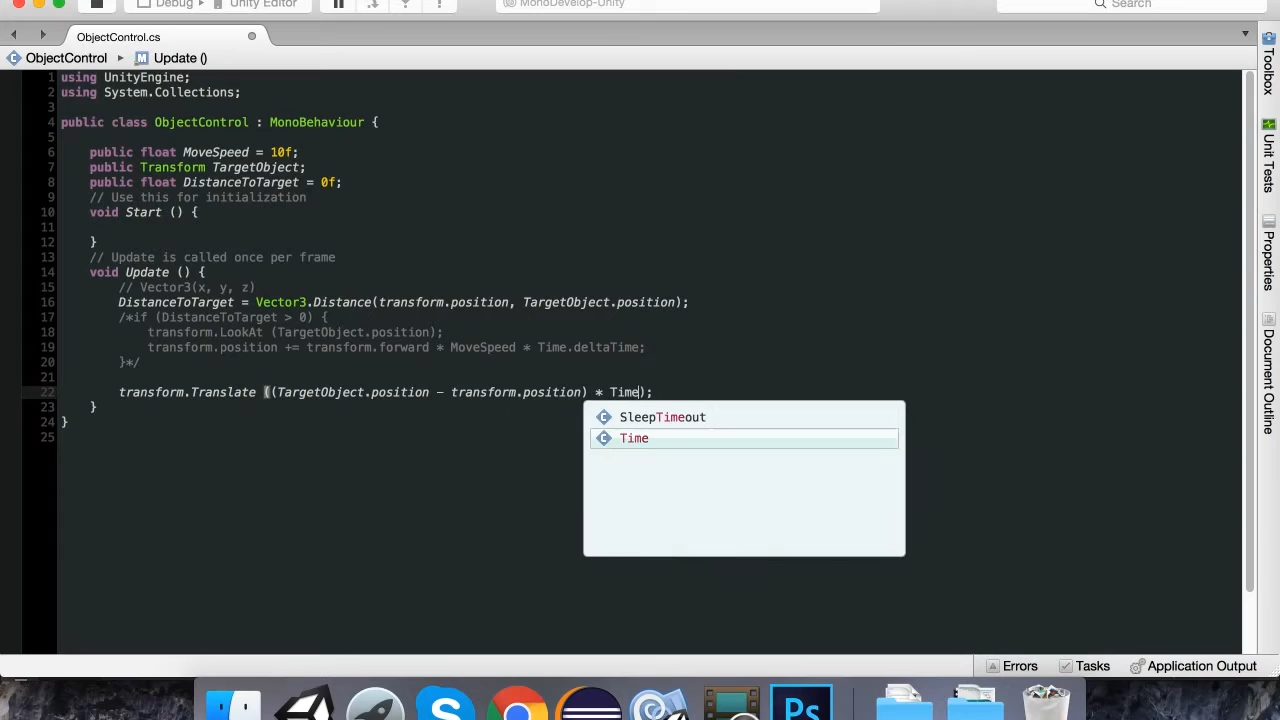 Debug
Unity Editor
MonoDevelop-Unity
Search
ObjectControl.cs
ObjectControl ▸ M Update ()
1 using UnityEngine;
2 using System.Collections;
3
4 public class ObjectControl : MonoBehaviour {
5
6 public float MoveSpeed = 10f;
7 public Transform TargetObject;
8 public float DistanceToTarget = 0f;
9 // Use this for initialization
10 void Start () {
11
12 }
13 // Update is called once per frame
14 void Update () {
15 // Vector3(x, y, z)
16 DistanceToTarget = Vector3.Distance(transform.position, TargetObject.position);
17 /*if (DistanceToTarget > 0) {
18 transform.LookAt (TargetObject.position);
19 transform.position += transform.forward * MoveSpeed * Time.deltaTime;
20 }*/
21
22 transform.Translate ((TargetObject.position - transform.position) * Time);
23 }
24 }
25
SleepTimeout
Time
Toolbox
Unit Tests
Properties
Document Outline
Errors
Tasks
Application Output
S
Ps